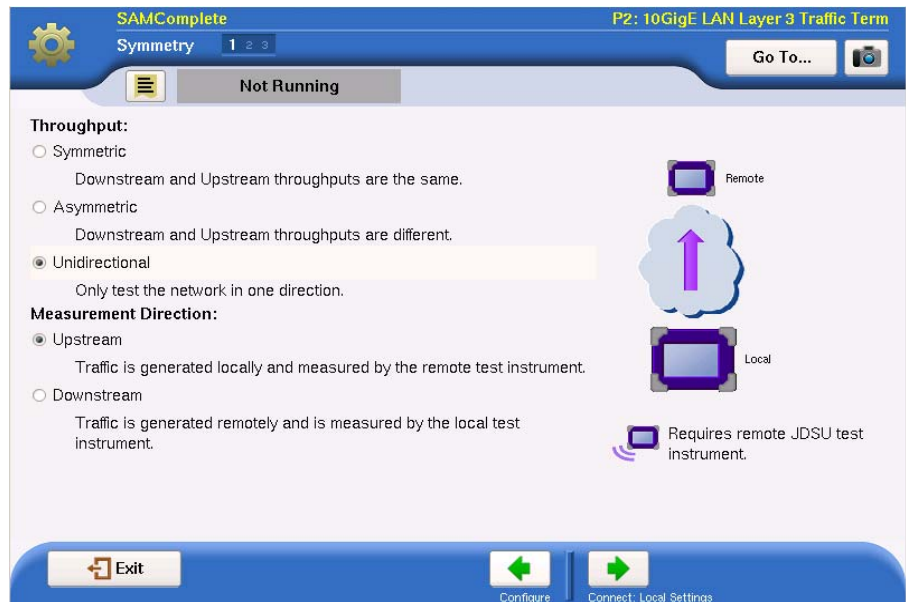 SAMComplete
P2: 10GigE LAN Layer 3 Traffic Term
Symmetry 1 2 3
Go To...
Not Running
Throughput:
Symmetric
Downstream and Upstream throughputs are the same.
Asymmetric
Downstream and Upstream throughputs are different.
Unidirectional
Only test the network in one direction.
Measurement Direction:
Upstream
Traffic is generated locally and measured by the remote test instrument.
Downstream
Traffic is generated remotely and is measured by the local test
instrument.
Remote
Local
Requires remote JDSU test
instrument.
Exit
Configure
Connect: Local Settings